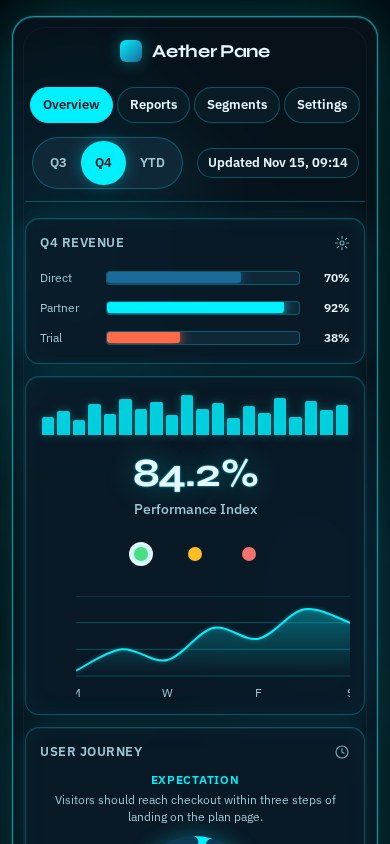 Aether Pane
Overview Reports Segments Settings
Q3 Q4 YTD Updated Nov 15, 09:14
Q4 REVENUE
Direct 70%
Partner 92%
Trial 38%
84.2%
Performance Index
W F
USER JOURNEY
EXPECTATION
Visitors should reach checkout within three steps of
landing on the plan page.